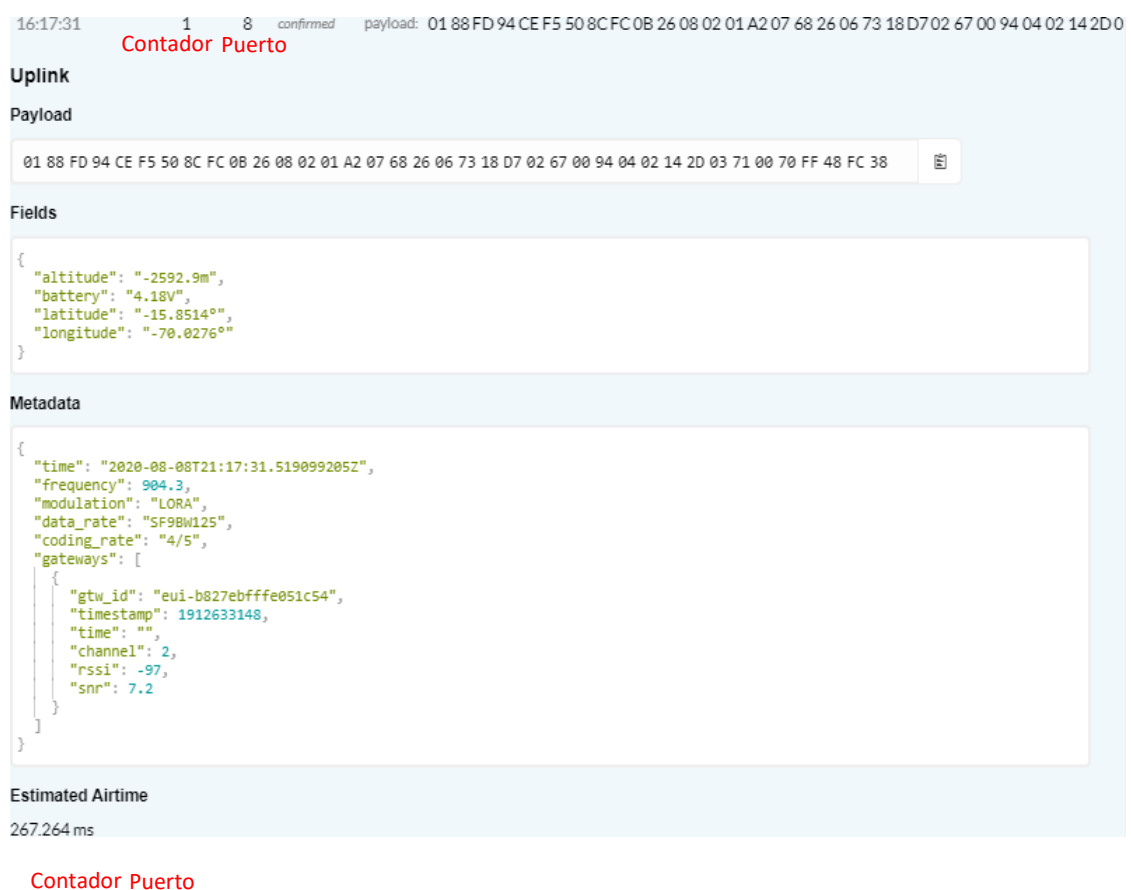 16:17:31 1 8 confirmed payload: 01 88 FD 94 CE F5 50 8C FC 0B 26 08 02 01 A2 07 68 26 06 73 18 D7 02 67 00 94 04 02 14 2D 0
Contador Puerto
Uplink
Payload
01 88 FD 94 CE F5 50 8C FC 0B 26 08 02 01 A2 07 68 26 06 73 18 D7 02 67 00 94 04 02 14 2D 03 71 00 70 FF 48 FC 38
Fields
{
"altitude": "-2592.9m",
"battery": "4.18V",
"latitude": "-15.8514°",
"longitude": "-70.0276°"
}
Metadata
{
"time": "2020-08-08T21:17:31.519099205Z",
"frequency": 904.3,
"modulation": "LORA",
"data_rate": "SF9BW125",
"coding_rate": "4/5",
"gateways": [
{
"gtw_id": "eui-b827ebfffe051c54",
"timestamp": 1912633148,
"time": "",
"channel": 2,
"rssi": -97,
"snr": 7.2
}
]
}
Estimated Airtime
267.264 ms
Contador Puerto